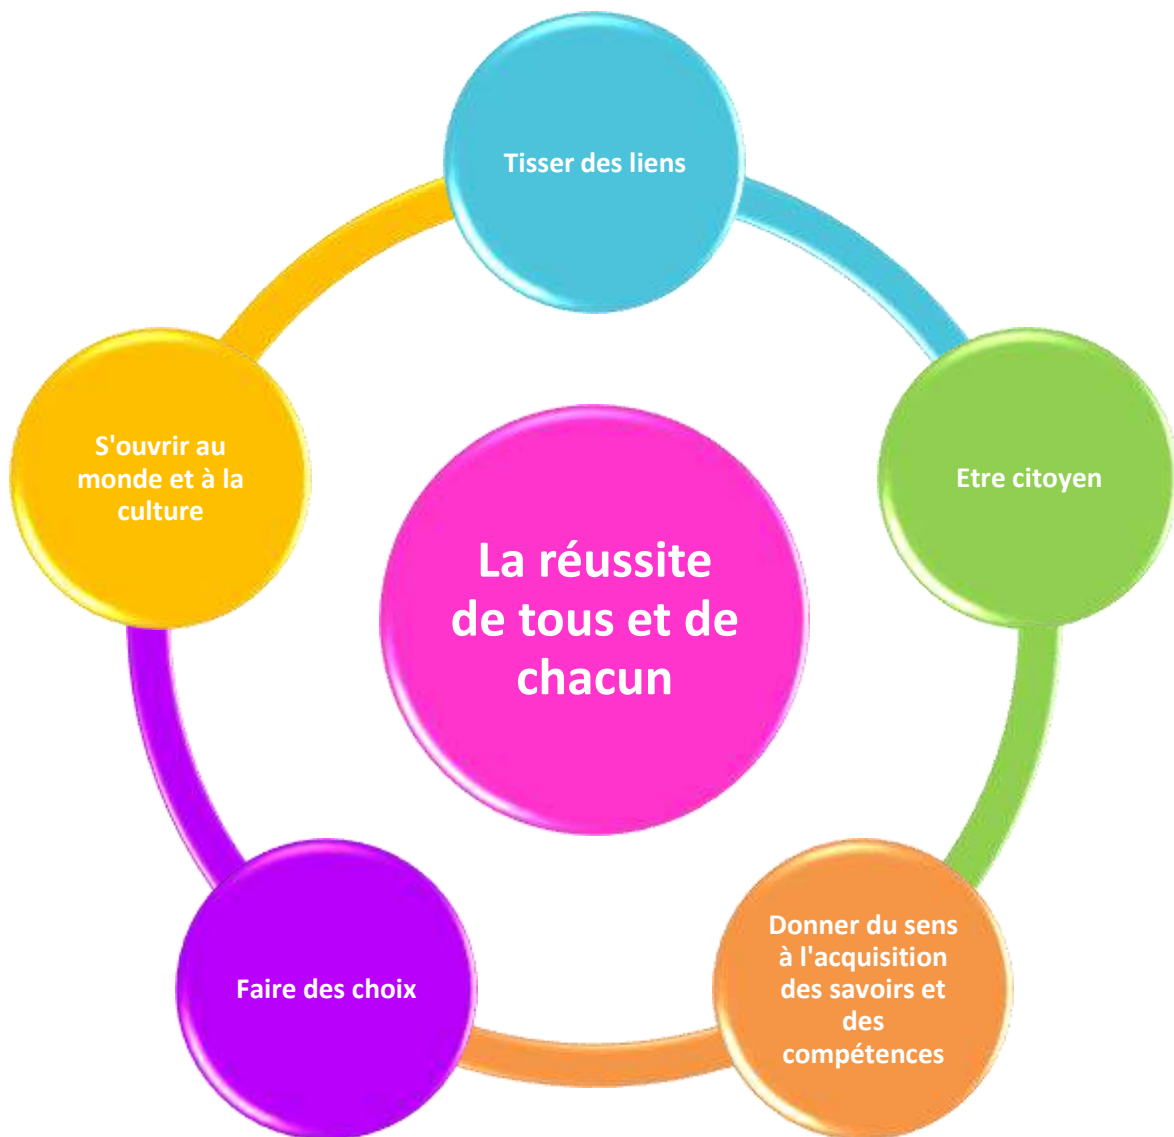 Tisser des liens
Etre citoyen
Donner du sens
à l'acquisition
des savoirs et
des
compétences
Faire des choix
S'ouvrir au
monde et à la
culture
La réussite
de tous et de
chacun